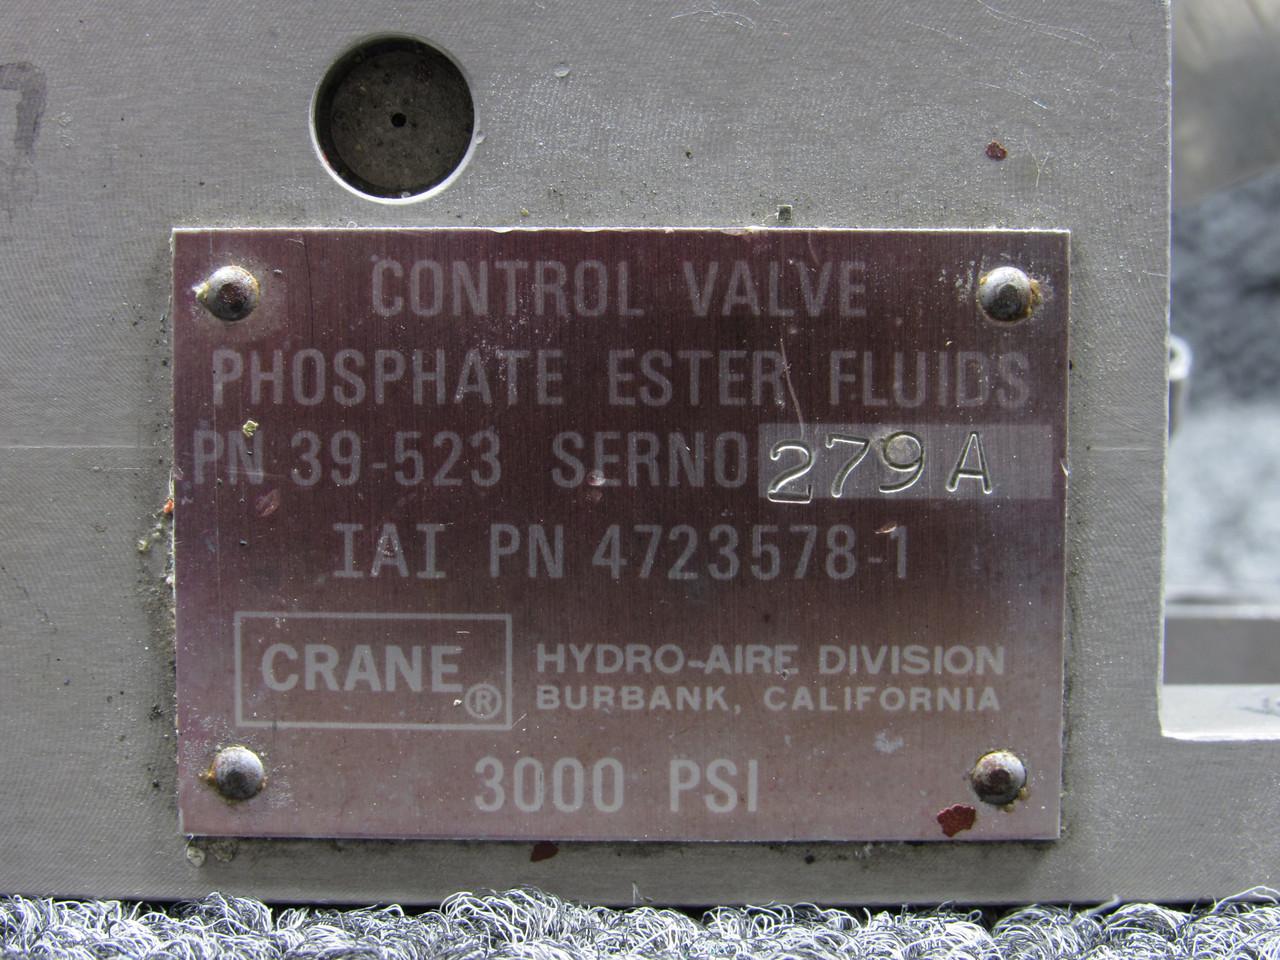 CONTROL VALVE
PHOSPHATE ESTER FLUIDS
PN 39-523 SERNO 279A
IAI PN 4723578-1
CRANE ® HYDRO-AIRE DIVISION
BURBANK, CALIFORNIA
3000 PSI